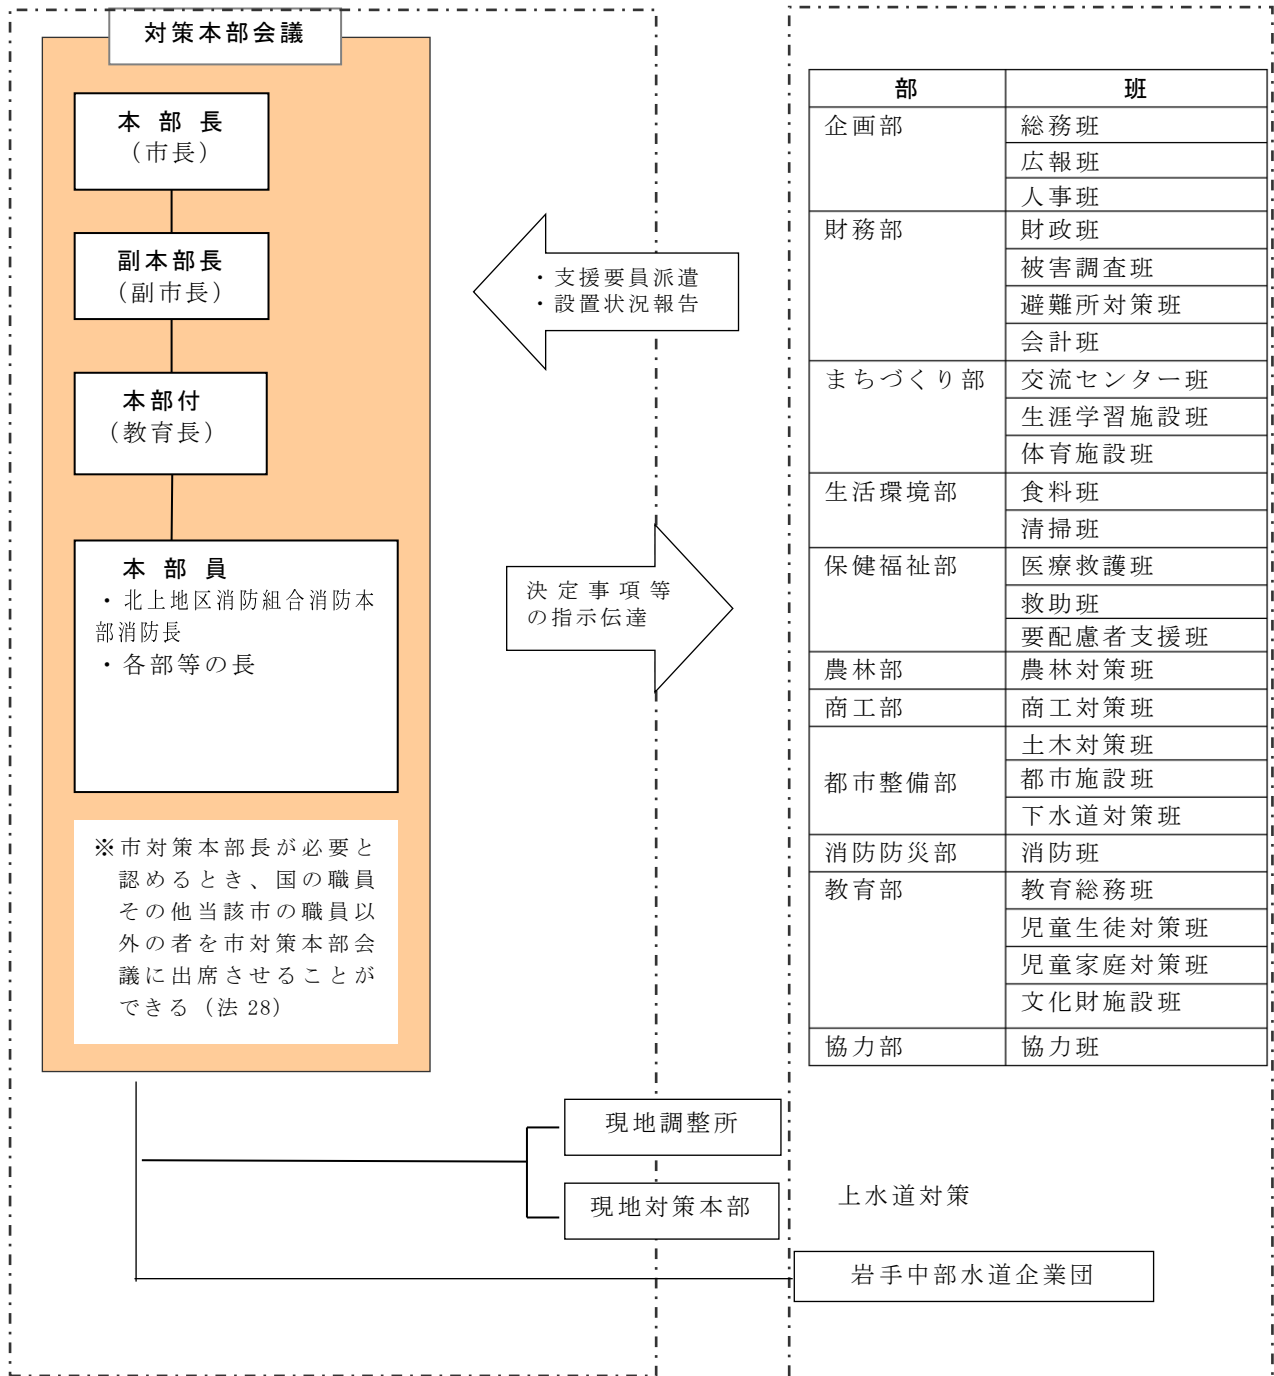 対策本部会議
本部長
（市長）
副本部長
（副市長）
本部付
（教育長）
本部員
・北上地区消防組合消防本
部消防長
・各部等の長
※市対策本部長が必要と
認めるとき、国の職員
その他当該市の職員以
外の者を市対策本部会
議に出席させることが
できる（法 28）
・支援要員派遣
・設置状況報告
決定事項等
の指示伝達
部 班
企画部 総務班
広報班
人事班
財務部 財政班
被害調査班
避難所対策班
会計班
まちづくり部 交流センター班
生涯学習施設班
体育施設班
生活環境部 食料班
清掃班
保健福祉部 医療救護班
救助班
要配慮者支援班
農林部 農林対策班
商工部 商工対策班
土木対策班
都市整備部 都市施設班
下水道対策班
消防防災部 消防班
教育部 教育総務班
児童生徒対策班
児童家庭対策班
文化財施設班
協力部 協力班
現地調整所
現地対策本部
上水道対策
岩手中部水道企業団